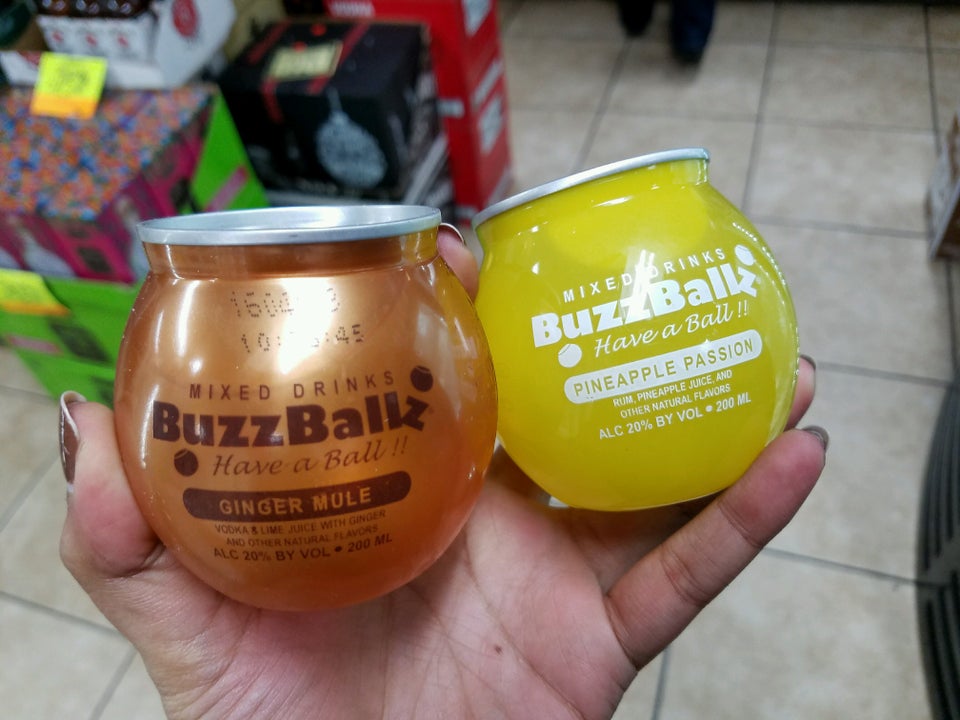 MIXED DRINKS
BuzzBallz
Have a Ball !!
GINGER MULE
VODKA & LIME JUICE WITH GINGER
AND OTHER NATURAL FLAVORS
ALC 20% BY VOL • 200 ML
MIXED DRINKS
BuzzBallz
Have a Ball !!
PINEAPPLE PASSION
RUM, PINEAPPLE JUICE, AND
OTHER NATURAL FLAVORS
ALC 20% BY VOL • 200 ML